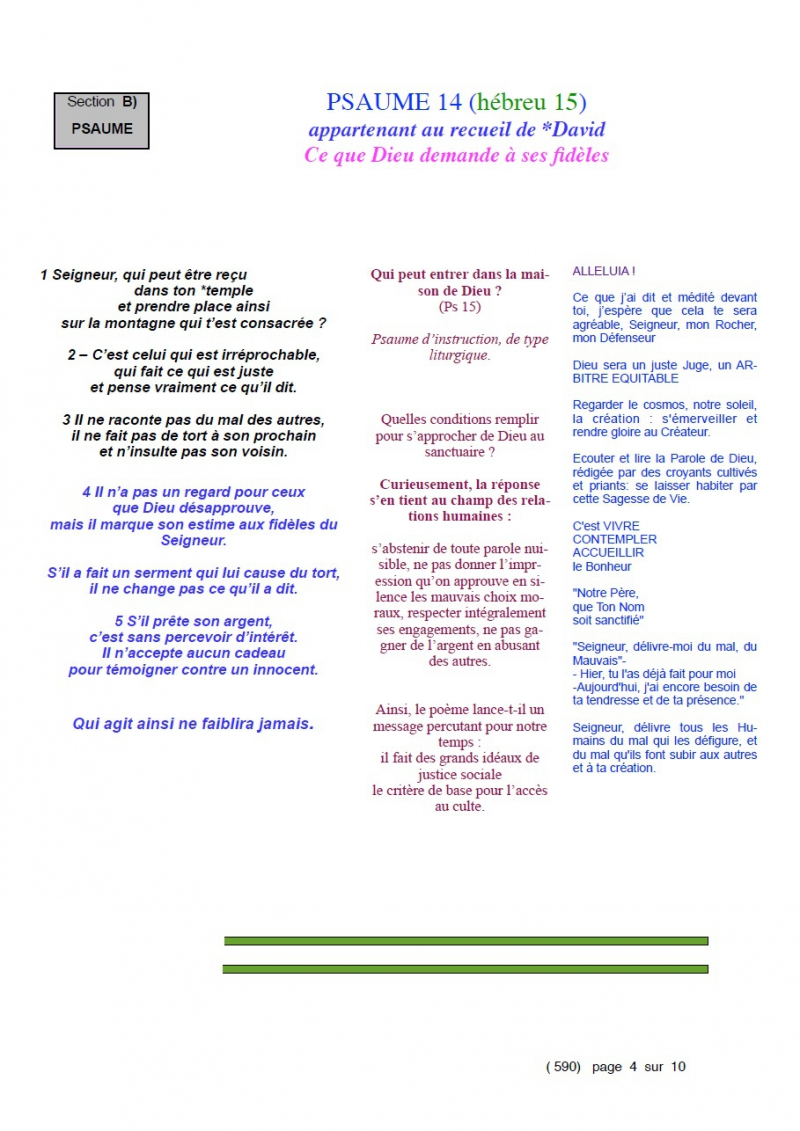 Section B)
PSAUME
PSAUME 14 (hébreu 15)
appartenant au recueil de *David
Ce que Dieu demande à ses fidèles
1 Seigneur, qui peut être reçu
dans ton *temple
et prendre place ainsi
sur la montagne qui t'est consacrée ?
2 – C'est celui qui est irréprochable,
qui fait ce qui est juste
et pense vraiment ce qu'il dit.
3 Il ne raconte pas du mal des autres,
il ne fait pas de tort à son prochain
et n'insulte pas son voisin.
4 Il n'a pas un regard pour ceux
que Dieu désapprouve,
mais il marque son estime aux fidèles du
Seigneur.
S'il a fait un serment qui lui cause du tort,
il ne change pas ce qu'il a dit.
5 S'il prête son argent,
c'est sans percevoir d'intérêt.
Il n'accepte aucun cadeau
pour témoigner contre un innocent.
Qui agit ainsi ne faiblira jamais.
Qui peut entrer dans la mai-
son de Dieu ?
(Ps 15)
Psaume d'instruction, de type
liturgique.
Quelles conditions remplir
pour s'approcher de Dieu au
sanctuaire ?
Curieusement, la réponse
s'en tient au champ des rela-
tions humaines :
s'abstenir de toute parole nui-
sible, ne pas donner l'impr-
ession qu'on approuve en si-
lence les mauvais choix mo-
raux, respecter intégralement
ses engagements, ne pas ga-
gner de l'argent en abusant
des autres.
Ainsi, le poème lance-t-il un
message percutant pour notre
temps :
il fait des grands idéaux de
justice sociale
le critère de base pour l'accès
au culte.
ALLELUIA !
Ce que j'ai dit et médité devant
toi, j'espère que cela te sera
agréable, Seigneur, mon Rocher,
mon Défenseur
Dieu sera un juste Juge, un AR-
BITRE EQUITABLE
Regarder le cosmos, notre soleil,
la création : s'émerveiller et
rendre gloire au Créateur.
Ecouter et lire la Parole de Dieu,
rédigée par des croyants cultivés
et priants: se laisser habiter par
cette Sagesse de Vie.
C'est VIVRE
CONTEMPLER
ACCUEILLIR
le Bonheur
"Notre Père,
que Ton Nom
soit sanctifié"
"Seigneur, délivre-moi du mal, du
Mauvais"-
- Hier, tu l'as déjà fait pour moi
-Aujourd'hui, j'ai encore besoin de
ta tendresse et de ta présence."
Seigneur, délivre tous les Hu-
mains du mal qui les défigure, et
du mal qu'ils font subir aux autres
et à ta création.
( 590) page 4 sur 10